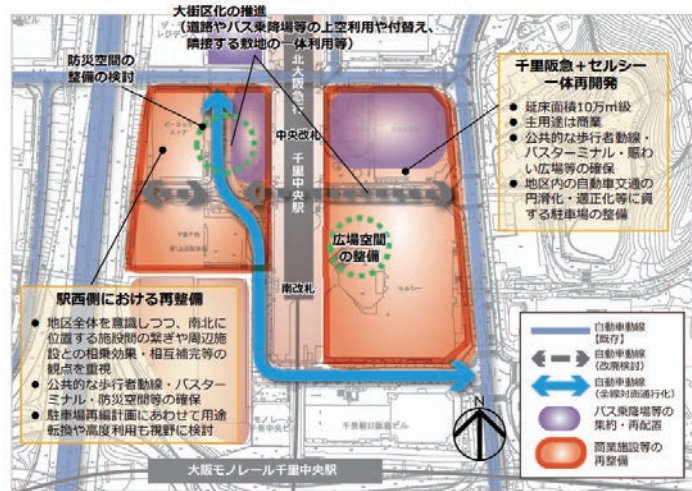 大街区化の推進
（道路やバス乗降場等の上空利用や付替え、
隣接する敷地の一体利用等）
防災空間の
整備の検討
千里阪急＋セルシー
一体再開発
● 延床面積10万㎡級
● 主用途は商業
● 公共的な歩行者動線・
バスターミナル・賑わ
い広場等の確保
● 地区内の自動車交通の
円滑化・適正化等に資
する駐車場の整備
北大阪急行
中央改札
千里中央駅
広場空間
の整備
南改札
セルシー
駅西側における再整備
● 地区全体を意識しつつ、南北に
位置する施設間の繋ぎや周辺施
設との相乗効果・相互補完等の
観点を重視
● 公共的な歩行者動線・バスター
ミナル・防災空間等の確保
● 駐車場再編計画にあわせて用途
転換や高度利用も視野に検討
千里朝日阪急ビル
大阪モノレール千里中央駅
N
自動車動線
【既存】
自動車動線
（改廃検討）
自動車動線
（全線対面通行化）
バス乗降場等の
集約・再配置
商業施設等の
再整備